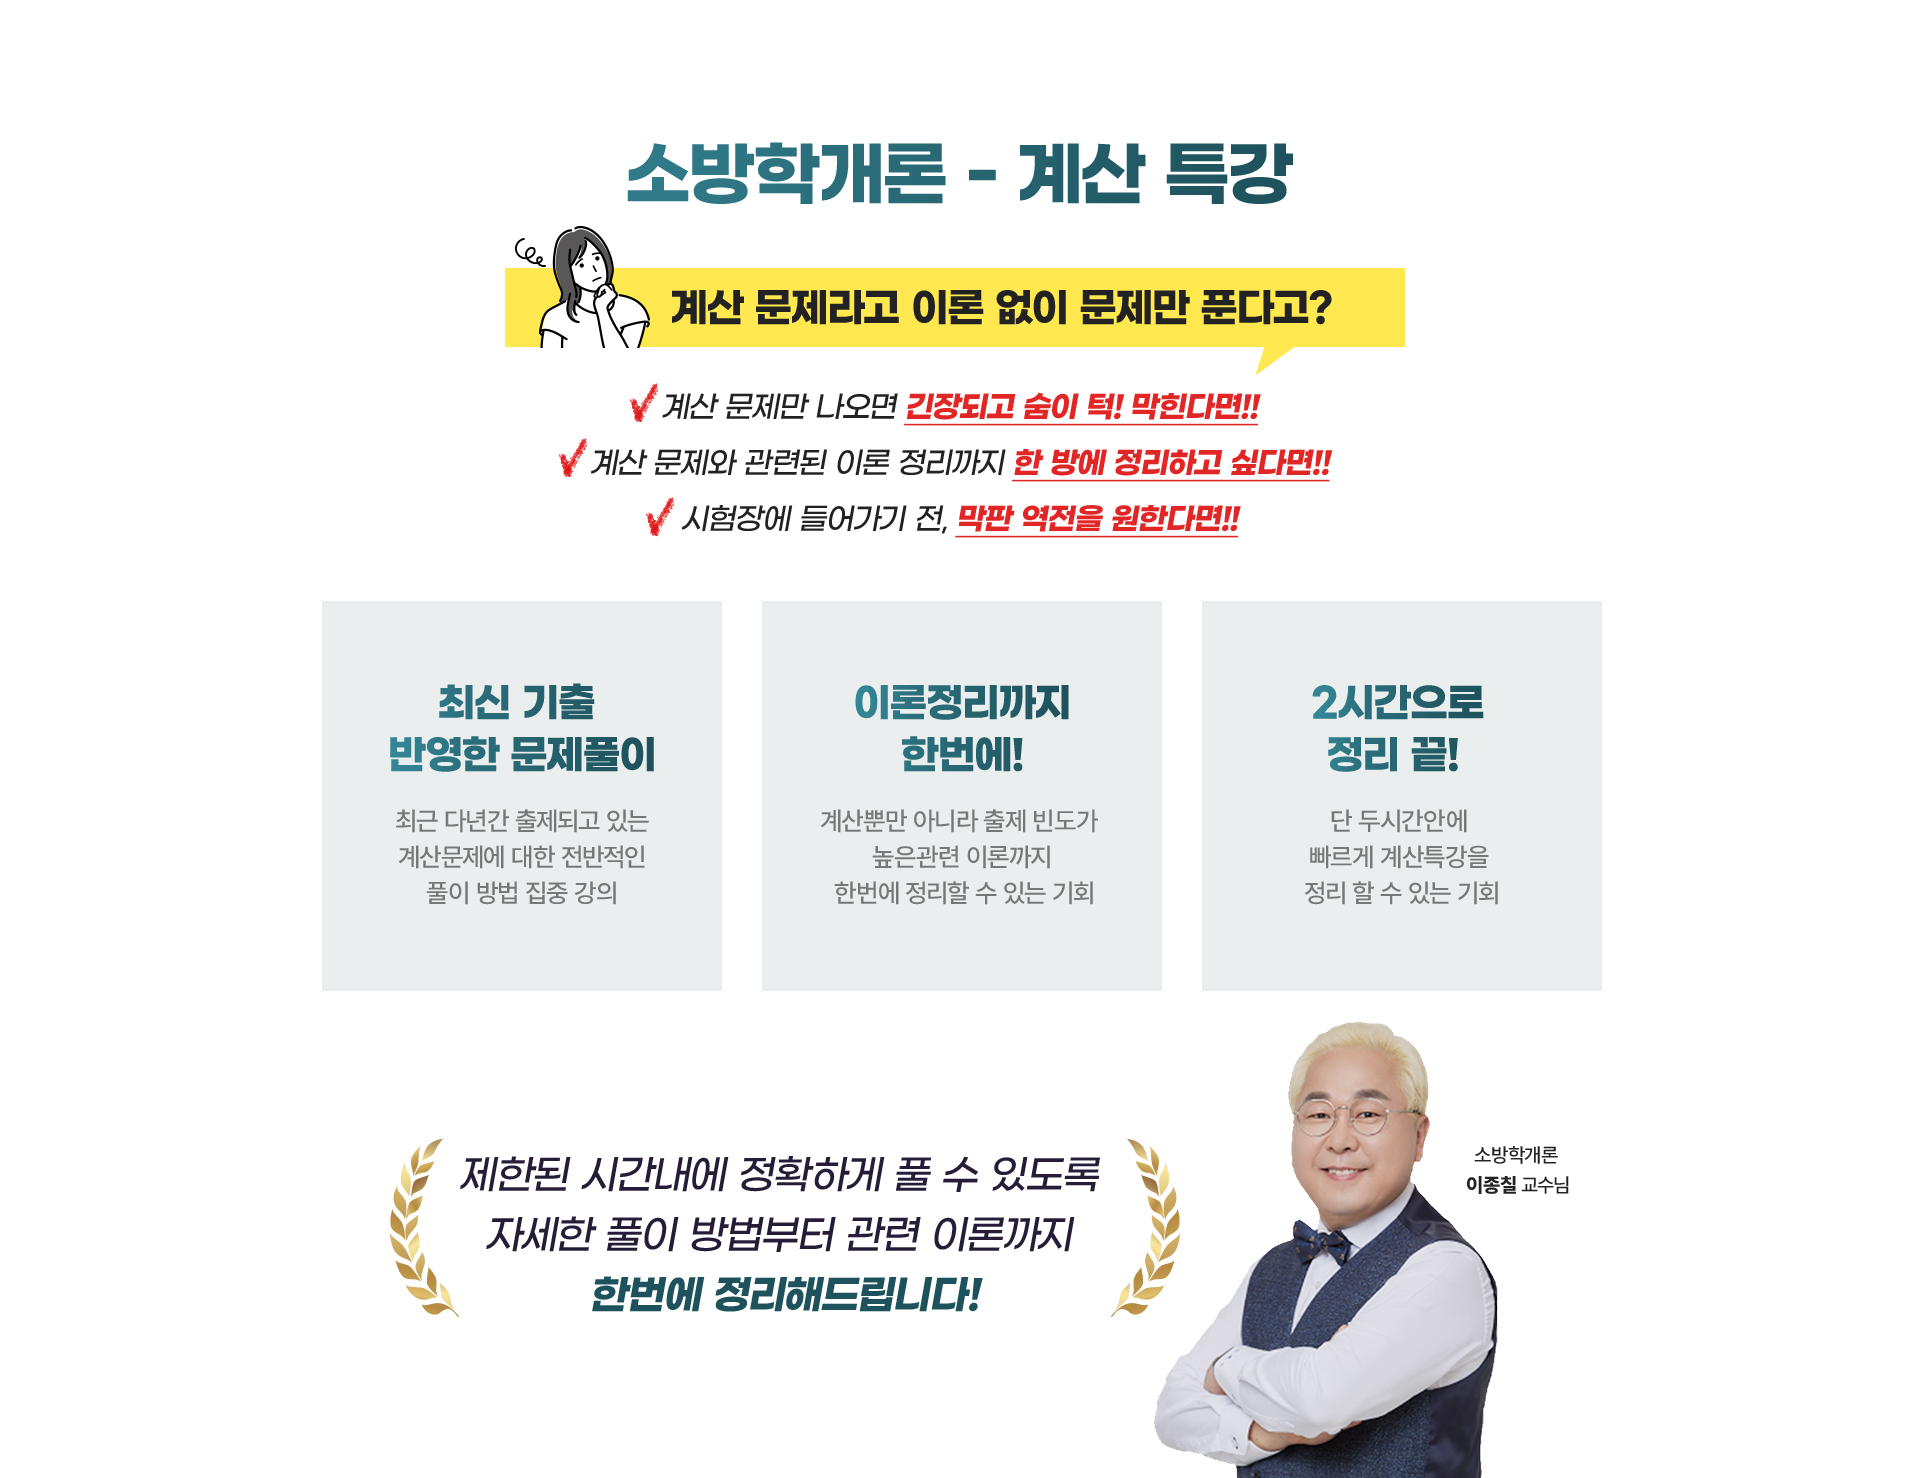 소방학개론 - 계산 특강
계산 문제라고 이론 없이 문제만 푼다고?
계산 문제만 나오면 긴장되고 숨이 턱! 막힌다면!!
계산 문제와 관련된 이론 정리까지 한 방에 정리하고 싶다면!!
시험장에 들어가기 전, 막판 역전을 원한다면!!
최신 기출
반영한 문제풀이
최근 다년간 출제되고 있는
계산문제에 대한 전반적인
풀이 방법 집중 강의
이론정리까지
한번에!
계산뿐만 아니라 출제 빈도가
높은관련 이론까지
한번에 정리할 수 있는 기회
2시간으로
정리 끝!
단 두시간안에
빠르게 계산특강을
정리 할 수 있는 기회
제한된 시간내에 정확하게 풀 수 있도록
자세한 풀이 방법부터 관련 이론까지
한번에 정리해드립니다!
소방학개론
이종칠 교수님